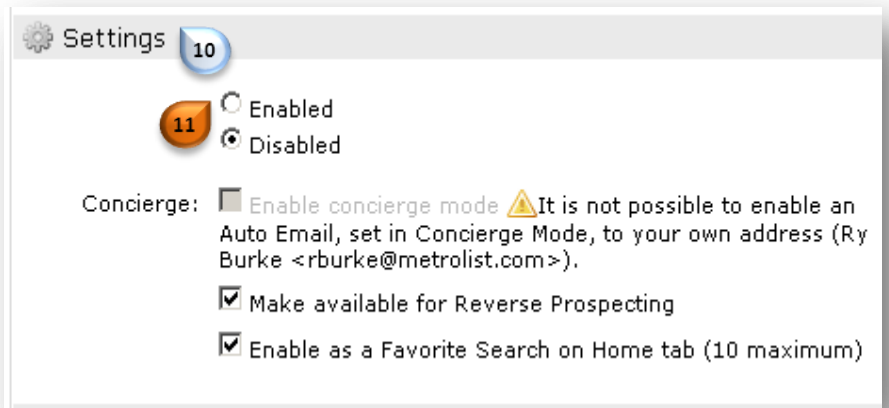 Settings
10
11
Enabled
Disabled
Concierge: Enable concierge mode It is not possible to enable an
Auto Email, set in Concierge Mode, to your own address (Ry
Burke <rburke@metrolist.com>).
Make available for Reverse Prospecting
Enable as a Favorite Search on Home tab (10 maximum)